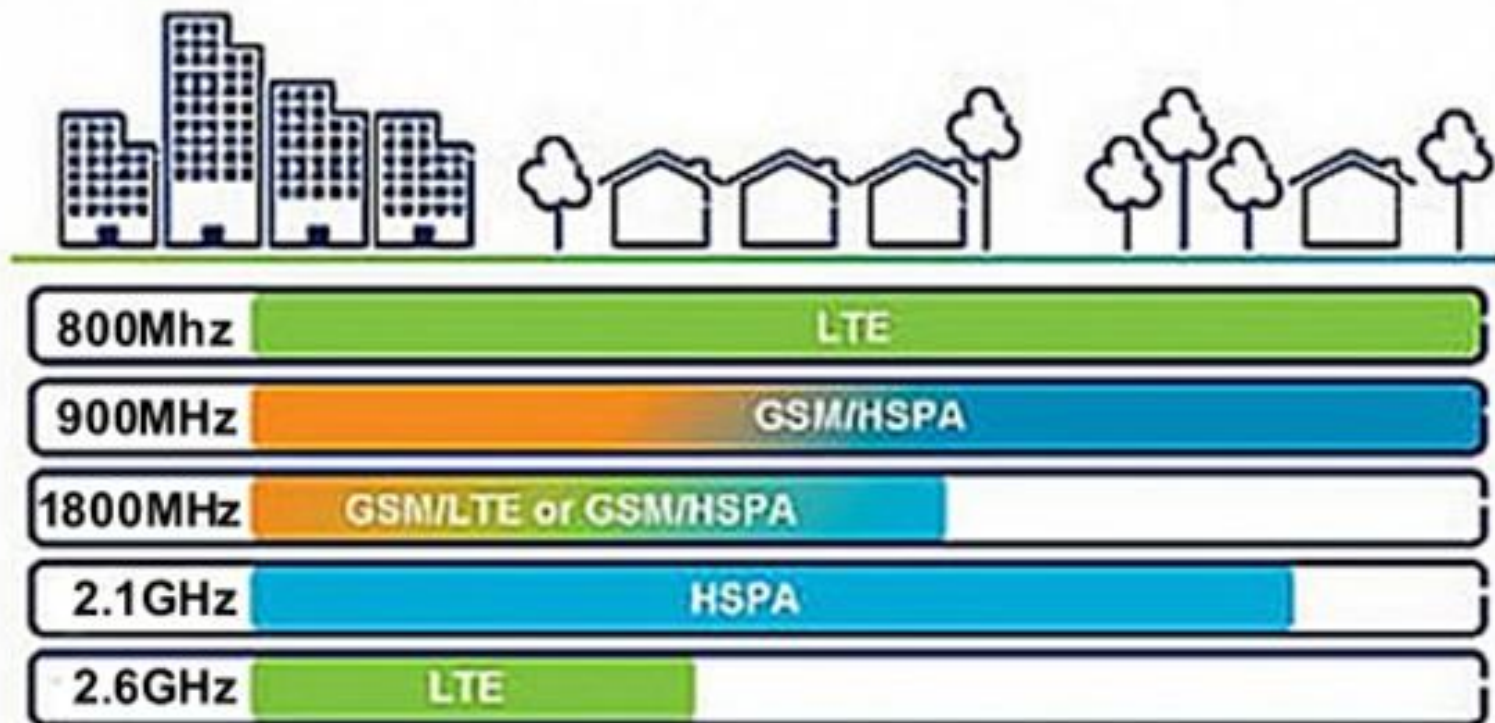 800Mhz LTE
900MHz GSM/HSPA
1800MHz GSM/LTE or GSM/HSPA
2.1GHz HSPA
2.6GHz LTE